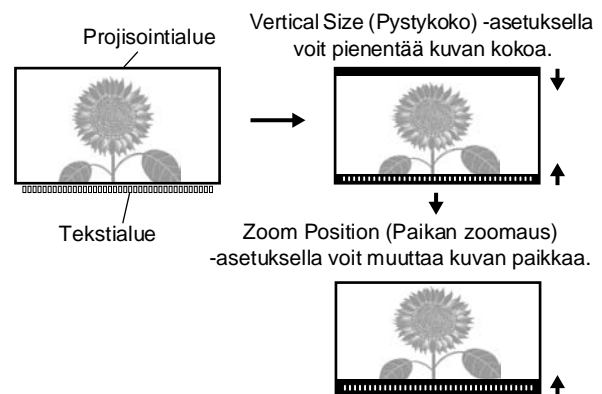 Projisointialue
Vertical Size (Pystykoko) -asetuksella
voit pienentää kuvan kokoa.
Tekstialue
Zoom Position (Paikan zoomaus)
-asetuksella voit muuttaa kuvan paikkaa.